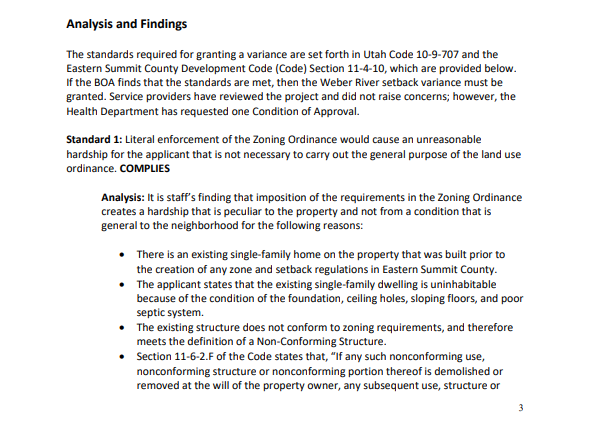 Analysis and Findings
The standards required for granting a variance are set forth in Utah Code 10-9-707 and the
Eastern Summit County Development Code (Code) Section 11-4-10, which are provided below.
If the BOA finds that the standards are met, then the Weber River setback variance must be
granted. Service providers have reviewed the project and did not raise concerns; however, the
Health Department has requested one Condition of Approval.
Standard 1: Literal enforcement of the Zoning Ordinance would cause an unreasonable
hardship for the applicant that is not necessary to carry out the general purpose of the land use
ordinance. COMPLIES
Analysis: It is staff’s finding that imposition of the requirements in the Zoning Ordinance
creates a hardship that is peculiar to the property and not from a condition that is
general to the neighborhood for the following reasons:
• There is an existing single-family home on the property that was built prior to
the creation of any zone and setback regulations in Eastern Summit County.
• The applicant states that the existing single-family dwelling is uninhabitable
because of the condition of the foundation, ceiling holes, sloping floors, and poor
septic system.
• The existing structure does not conform to zoning requirements, and therefore
meets the definition of a Non-Conforming Structure.
• Section 11-6-2.F of the Code states that, “If any such nonconforming use,
nonconforming structure or nonconforming portion thereof is demolished or
removed at the will of the property owner, any subsequent use, structure or
3